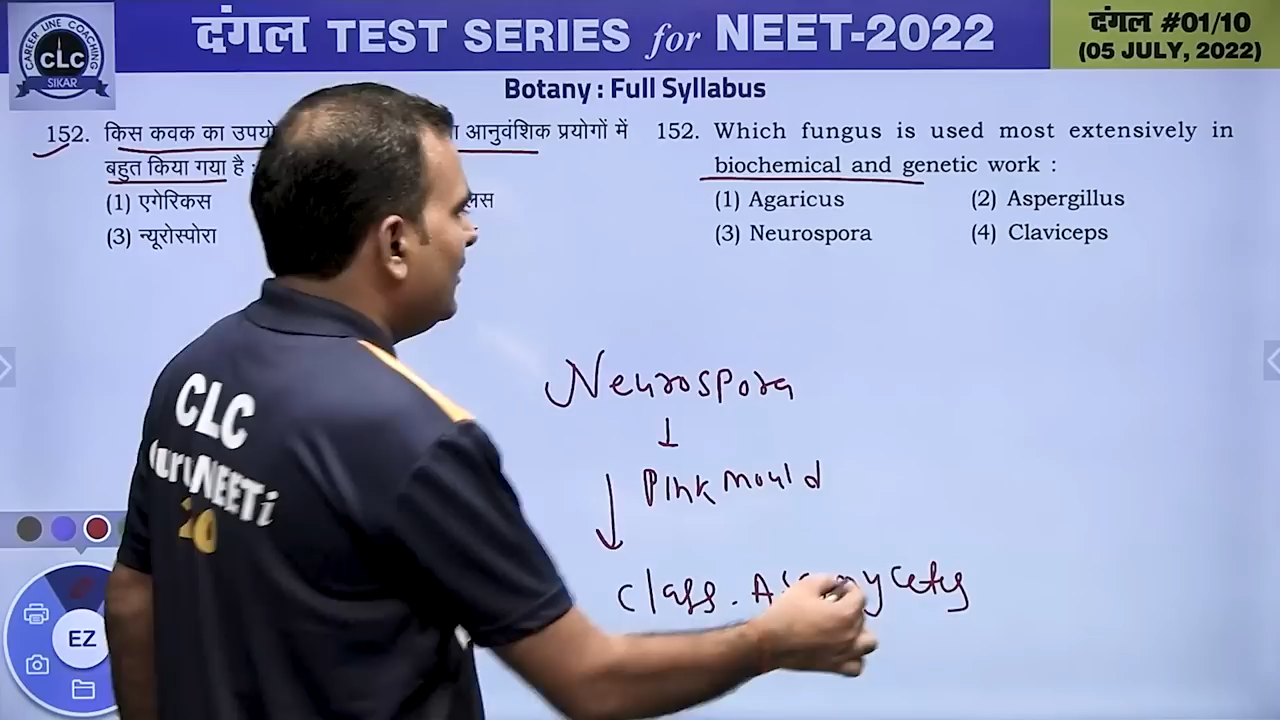 CAREER LINE COACHING
CLC
SIKAR
दंगल TEST SERIES for NEET-2022
दंगल #01/10
(05 JULY, 2022)
Botany : Full Syllabus
152. किस कवक का आनुवंशिक प्रयोगों में
बहुत किया गया है :
(1) एगेरिकस
(3) न्यूरोस्पोरा
152. Which fungus is used most extensively in
biochemical and genetic work :
(1) Agaricus (2) Aspergillus
(3) Neurospora (4) Claviceps
Neurospora
↓
Pink mould
↓
Class. Ascomycetes
CLC
NEETi
EZ